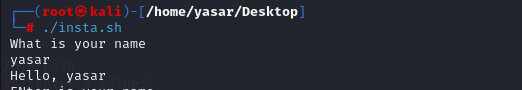 ┌──(root㉿kali)-[/home/yasar/Desktop]
└─# ./insta.sh
What is your name
yasar
Hello, yasar